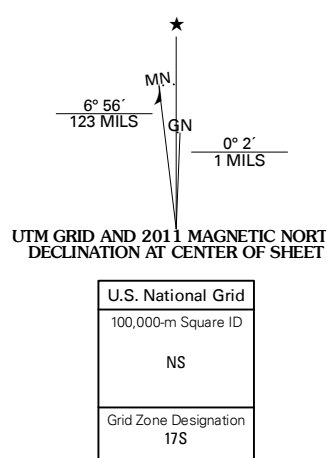 ★
MN
6° 56´
123 MILS
GN
0° 2´
1 MILS
UTM GRID AND 2011 MAGNETIC NORT
DECLINATION AT CENTER OF SHEET
U.S. National Grid
100,000-m Square ID
NS
Grid Zone Designation
17S